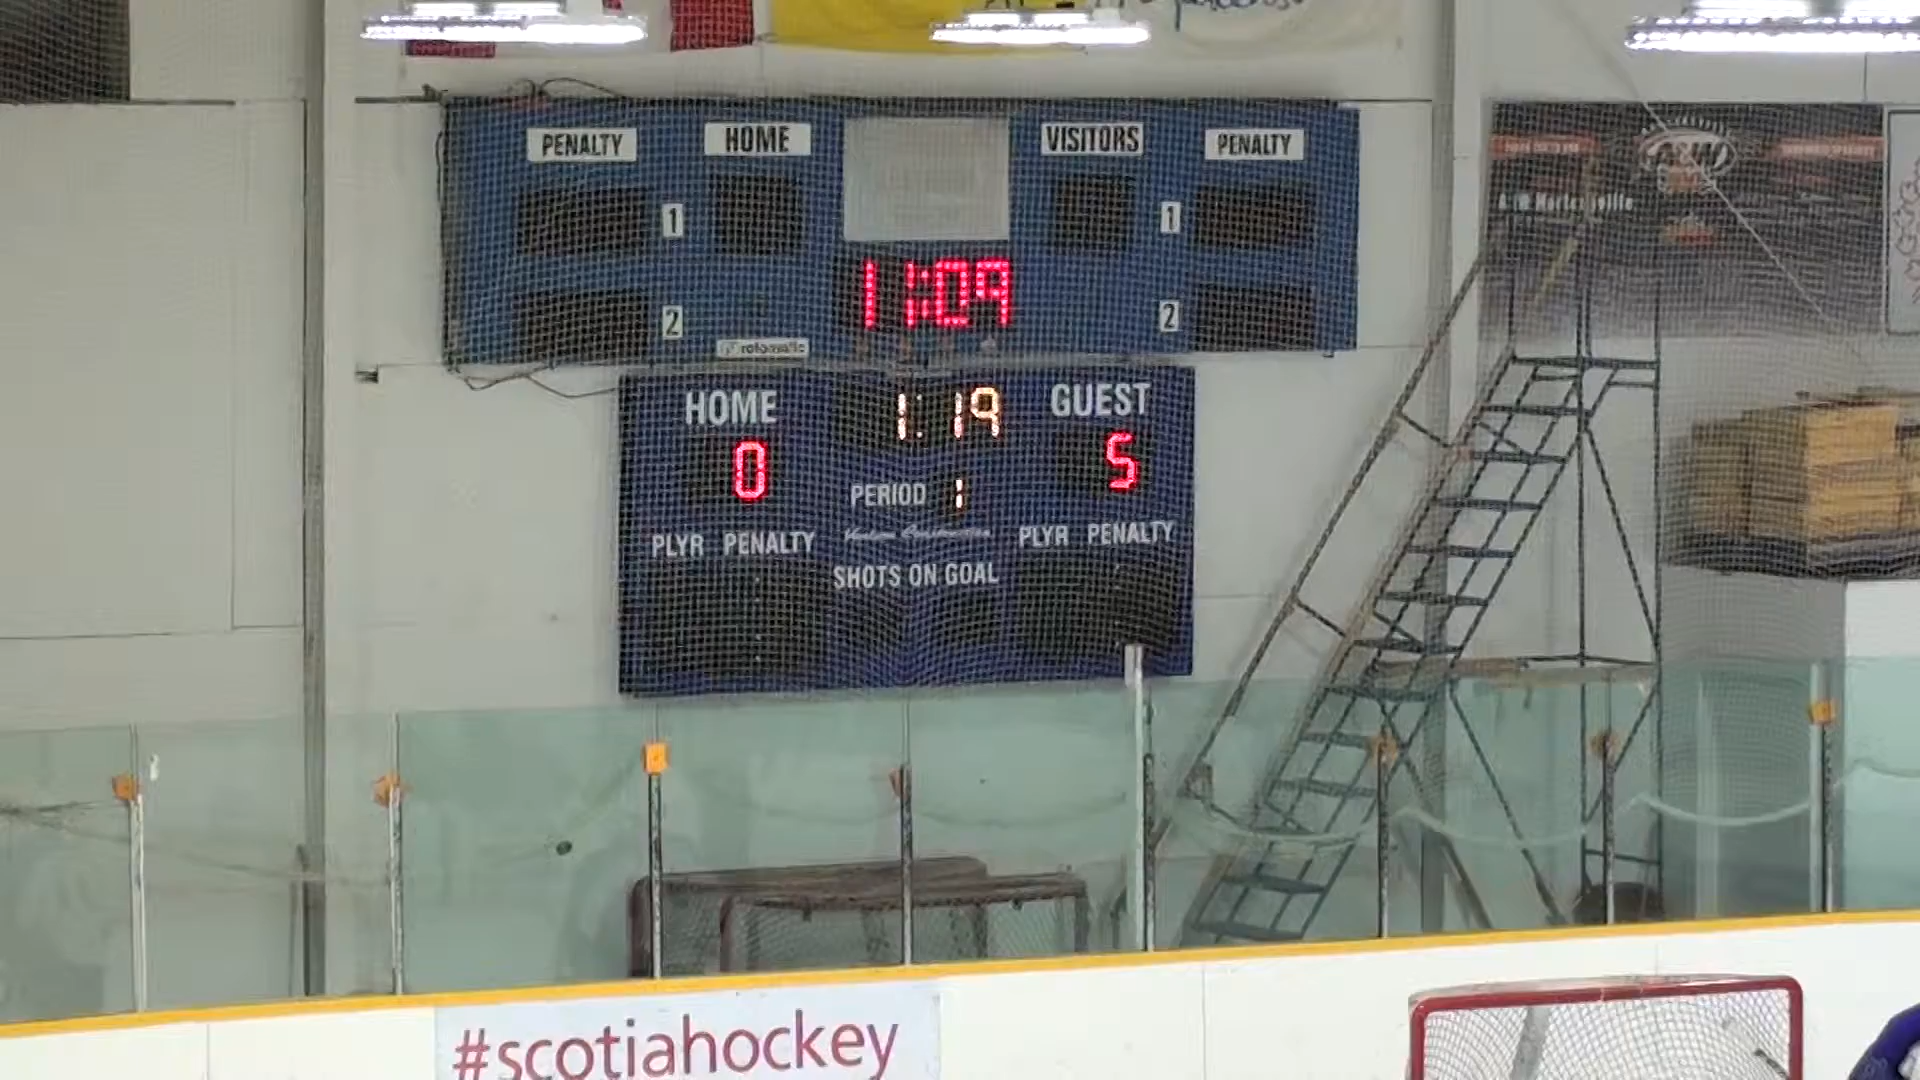 PENALTY HOME VISITORS PENALTY
1 1
11:09
2 2
HOME 1:19 GUEST
0 5
PERIOD 1
PLYR PENALTY PLYR PENALTY
SHOTS ON GOAL
A&W
#scotiahockey